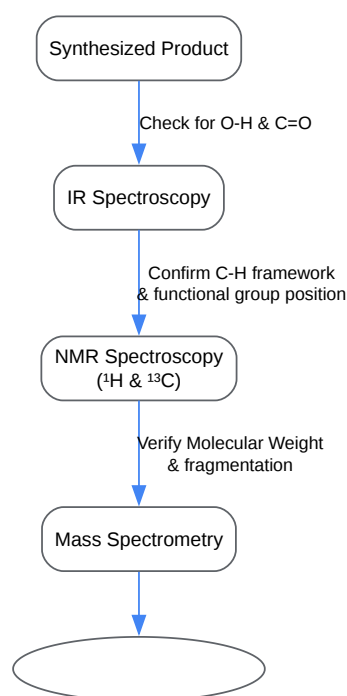 Synthesized Product
Check for O-H & C=O
IR Spectroscopy
Confirm C-H framework
& functional group position
NMR Spectroscopy
(¹H & ¹³C)
Verify Molecular Weight
& fragmentation
Mass Spectrometry